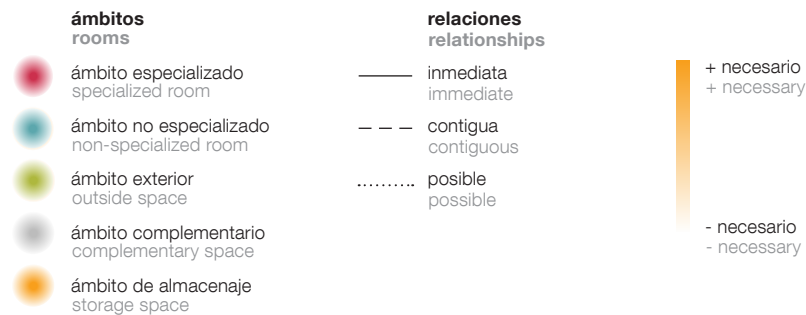 ámbitos
rooms
ámbito especializado
specialized room
ámbito no especializado
non-specialized room
ámbito exterior
outside space
ámbito complementario
complementary space
ámbito de almacenaje
storage space
relaciones
relationships
inmediata
immediate
contigua
contiguous
posible
possible
+ necesario
+ necessary
- necesario
- necessary